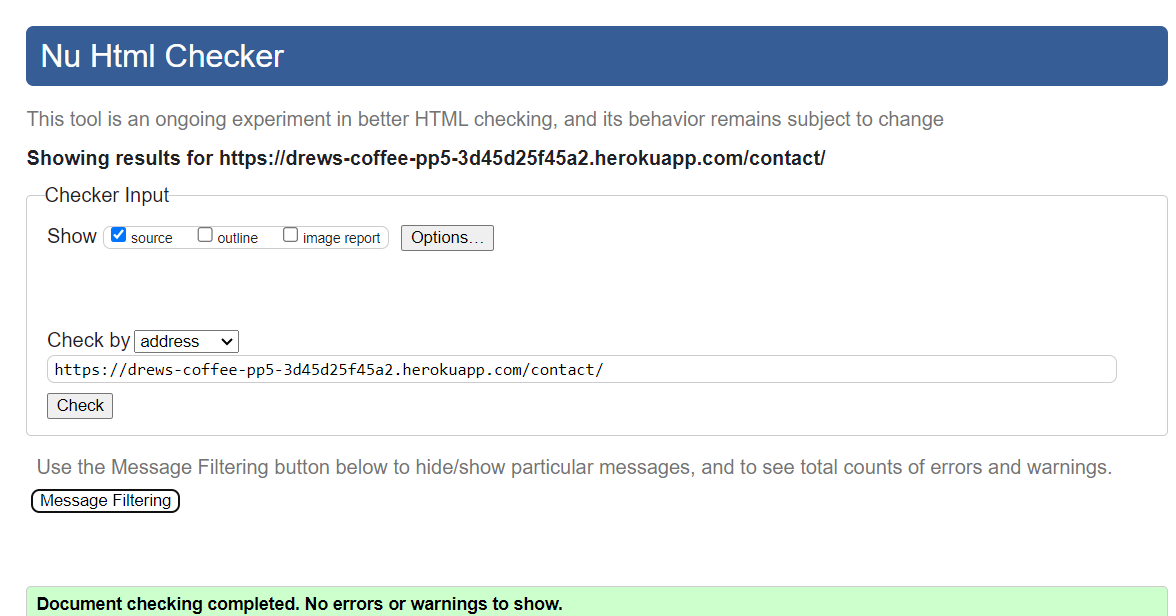 Nu Html Checker
This tool is an ongoing experiment in better HTML checking, and its behavior remains subject to change
Showing results for https://drews-coffee-pp5-3d45d25f45a2.herokuapp.com/contact/
Checker Input
Show source outline image report Options...
Check by address
https://drews-coffee-pp5-3d45d25f45a2.herokuapp.com/contact/
Check
Use the Message Filtering button below to hide/show particular messages, and to see total counts of errors and warnings.
Message Filtering
Document checking completed. No errors or warnings to show.